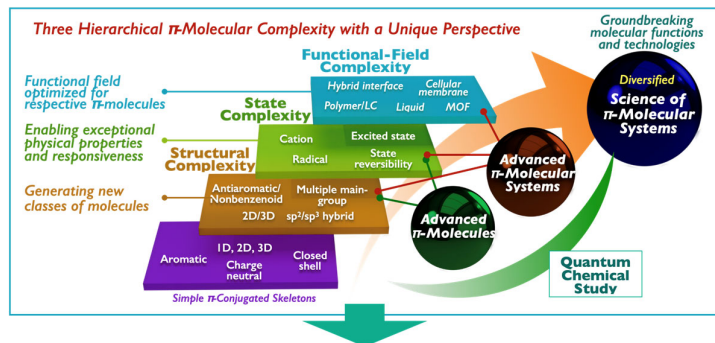 Three Hierarchical π-Molecular Complexity with a Unique Perspective
Groundbreaking
molecular functions
and technologies
Functional-Field
Complexity
Functional field
optimized for
respective π-molecules
Hybrid interface
Cellular
membrane
Polymer/LC
Liquid
MOF
Diversified
Science of
π-Molecular
Systems
State
Complexity
Enabling exceptional
physical properties
and responsiveness
Cation
Excited state
Radical
State
reversibility
Structural
Complexity
Advanced
π-Molecular
Systems
Generating new
classes of molecules
Antiaromatic/
Nonbenzenoid
Multiple main-
group
2D/3D
sp²/sp³ hybrid
Advanced
π-Molecules
Aromatic
1D, 2D, 3D
Charge
neutral
Closed
shell
Simple π-Conjugated Skeletons
Quantum
Chemical
Study